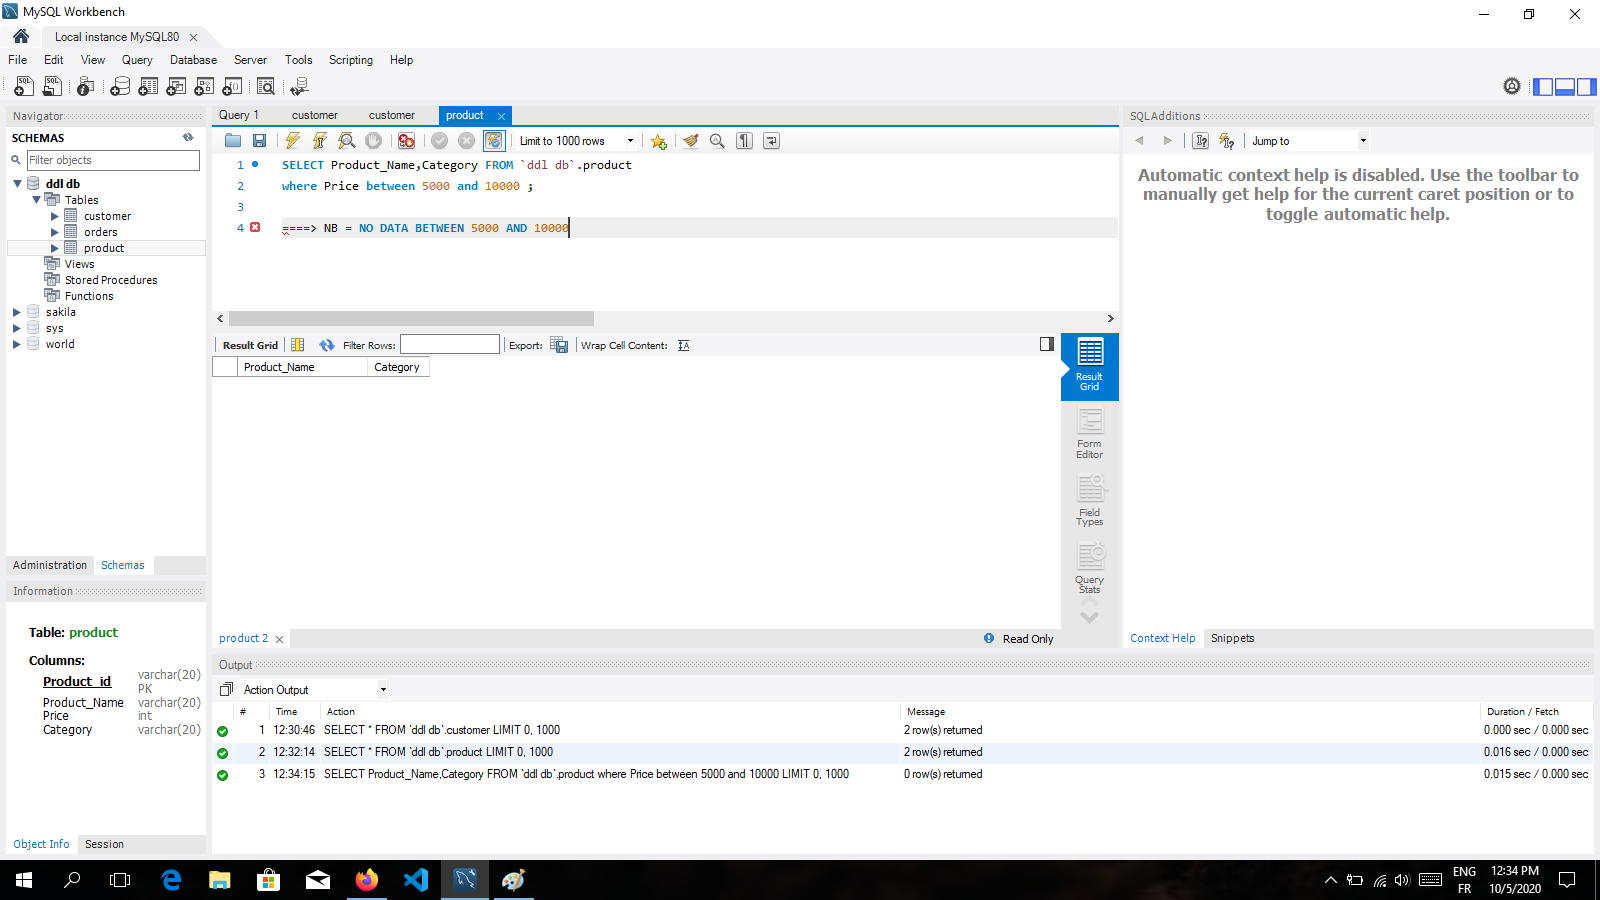 MySQL Workbench
Local instance MySQL80
File Edit View Query Database Server Tools Scripting Help
Navigator
SCHEMAS
Filter objects
ddl db
Tables
customer
orders
product
Views
Stored Procedures
Functions
sakila
sys
world
Administration Schemas
Information
Table: product
Columns:
Product_id varchar(20) PK
Product_Name varchar(20)
Price int
Category varchar(20)
Object Info Session
Query 1 customer customer product
Limit to 1000 rows
1 SELECT Product_Name,Category FROM `ddl db`.product
2 where Price between 5000 and 10000 ;
3
4 ====> NB = NO DATA BETWEEN 5000 AND 10000
Result Grid Filter Rows: Export: Wrap Cell Content:
Product_Name Category
Result Grid
Form Editor
Field Types
Query Stats
product 2 Read Only
SQLAdditions
Jump to
Automatic context help is disabled. Use the toolbar to
manually get help for the current caret position or to
toggle automatic help.
Context Help Snippets
Output
Action Output
# Time Action Message Duration / Fetch
1 12:30:46 SELECT * FROM `ddl db`.customer LIMIT 0, 1000 2 row(s) returned 0.000 sec / 0.000 sec
2 12:32:14 SELECT * FROM `ddl db`.product LIMIT 0, 1000 2 row(s) returned 0.016 sec / 0.000 sec
3 12:34:15 SELECT Product_Name,Category FROM `ddl db`.product where Price between 5000 and 10000 LIMIT 0, 1000 0 row(s) returned 0.015 sec / 0.000 sec
ENG 12:34 PM
FR 10/5/2020